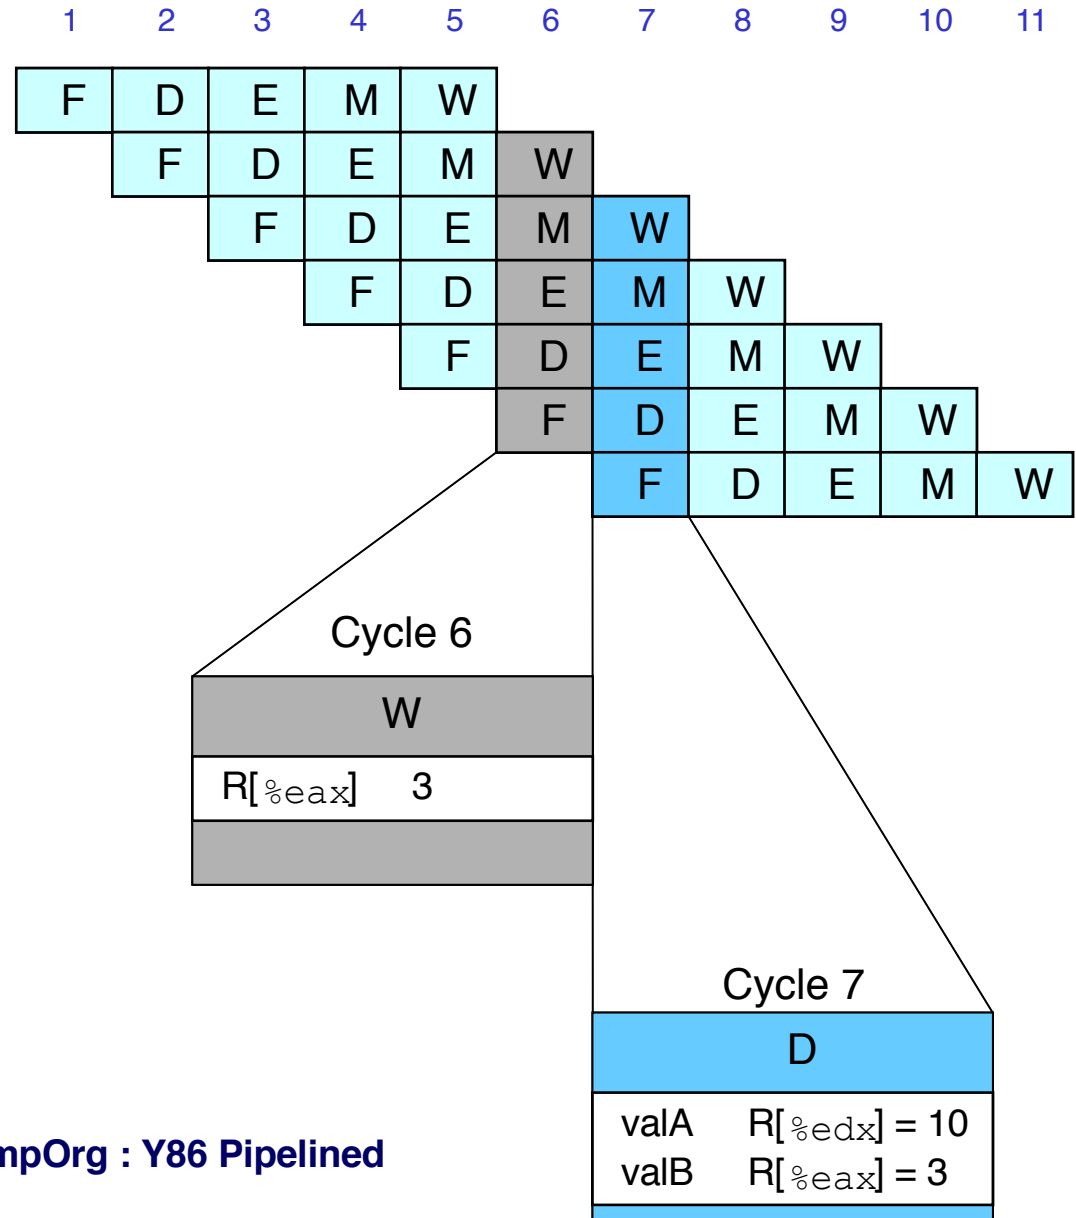 1 2 3 4 5 6 7 8 9 10 11
F D E M W
F D E M W
F D E M W
F D E M W
F D E M W
F D E M W
F D E M W
Cycle 6
W
R[%eax] 3
Cycle 7
D
valA R[%edx] = 10
valB R[%eax] = 3
mpOrg : Y86 Pipelined